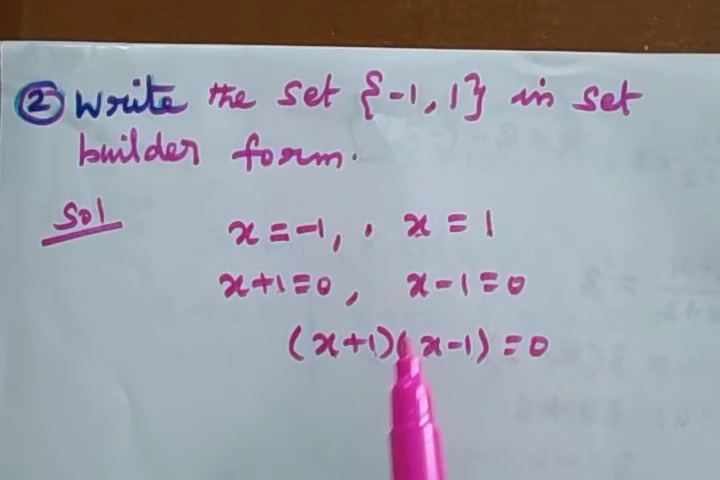 ② Write the set {-1, 1} in set
builder form.
Sol
x = -1, x = 1
x+1=0, x-1=0
(x+1)(x-1)=0